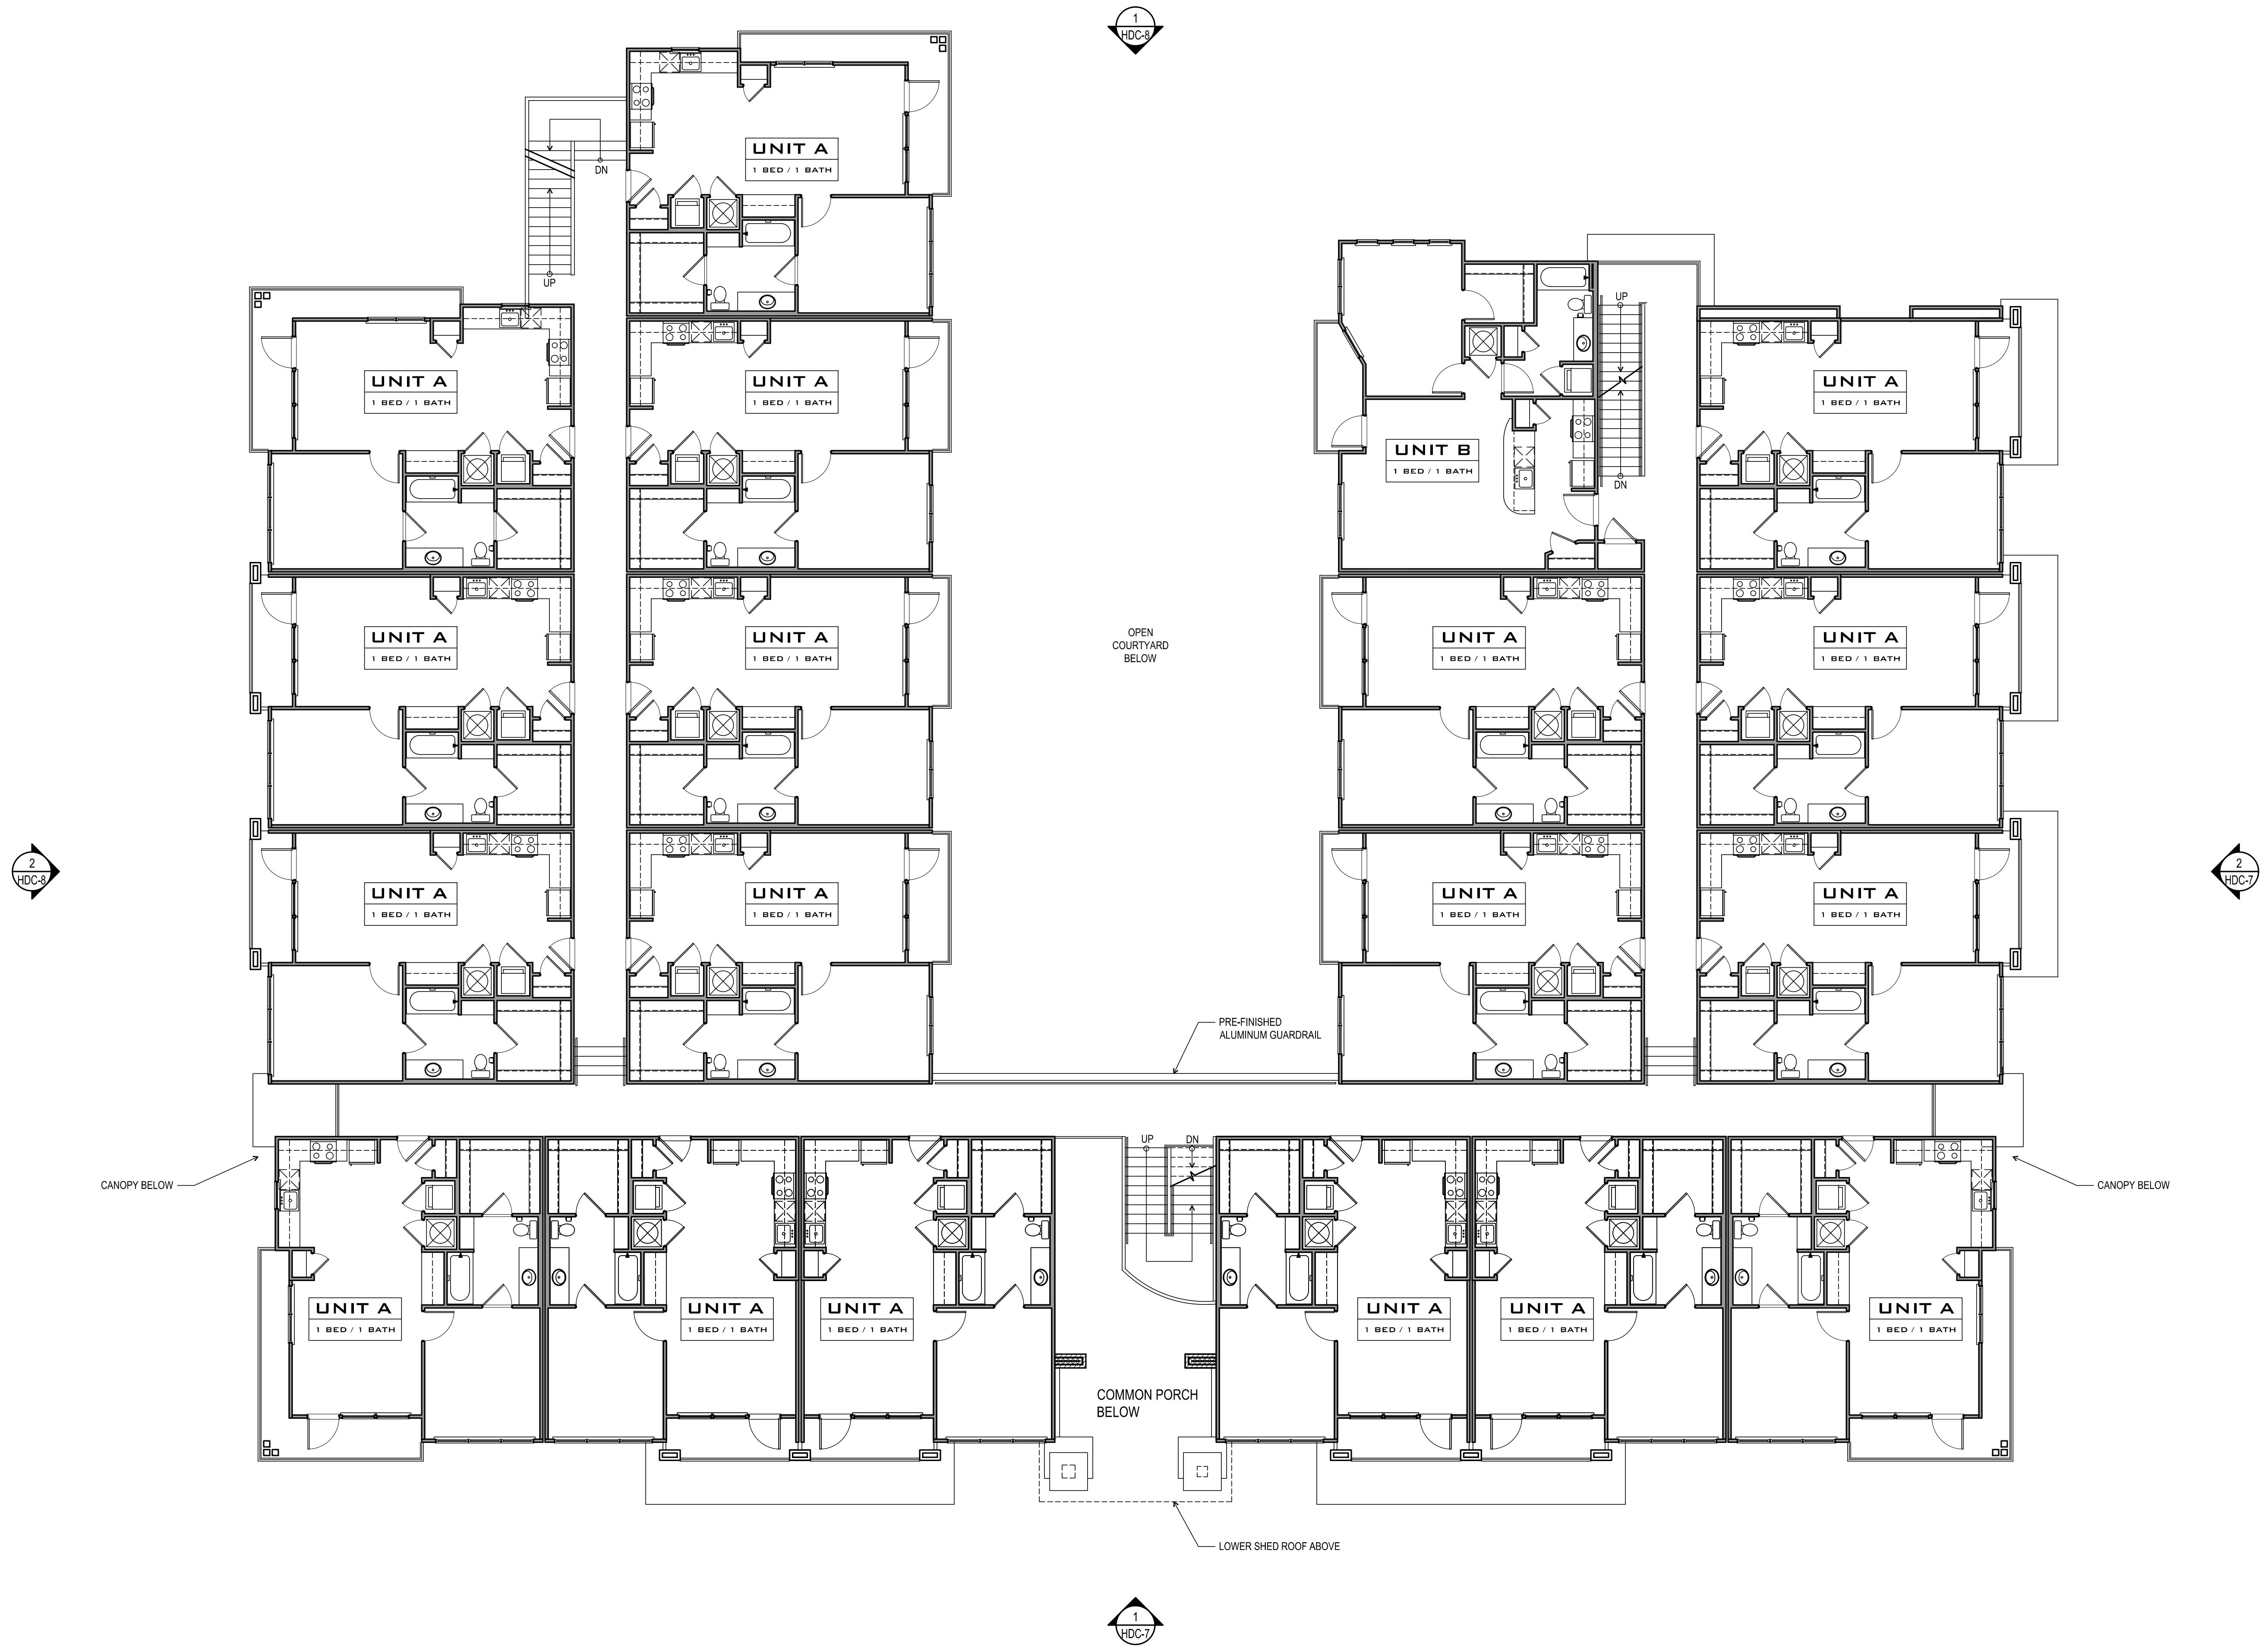 1
HDC-8
UNIT A
1 BED / 1 BATH
DN
UP
UNIT A
1 BED / 1 BATH
UNIT A
1 BED / 1 BATH
UP
UNIT A
1 BED / 1 BATH
UNIT B
1 BED / 1 BATH
DN
UNIT A
1 BED / 1 BATH
UNIT A
1 BED / 1 BATH
OPEN
COURTYARD
BELOW
UNIT A
1 BED / 1 BATH
UNIT A
1 BED / 1 BATH
2
HDC-8
UNIT A
1 BED / 1 BATH
UNIT A
1 BED / 1 BATH
UNIT A
1 BED / 1 BATH
UNIT A
1 BED / 1 BATH
2
HDC-7
PRE-FINISHED
ALUMINUM GUARDRAIL
UP
DN
CANOPY BELOW
CANOPY BELOW
UNIT A
1 BED / 1 BATH
UNIT A
1 BED / 1 BATH
UNIT A
1 BED / 1 BATH
UNIT A
1 BED / 1 BATH
UNIT A
1 BED / 1 BATH
UNIT A
1 BED / 1 BATH
COMMON PORCH
BELOW
LOWER SHED ROOF ABOVE
1
HDC-7